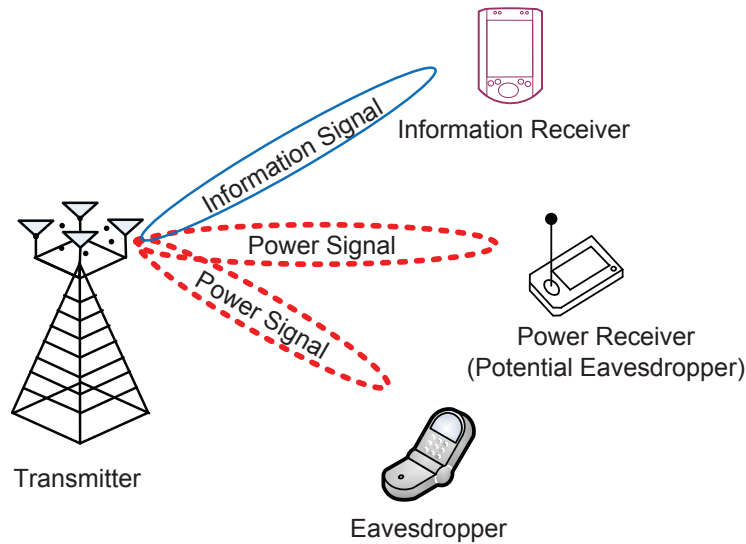 Information Signal
Information Receiver
Power Signal
Power Signal
Power Receiver
(Potential Eavesdropper)
Transmitter
Eavesdropper